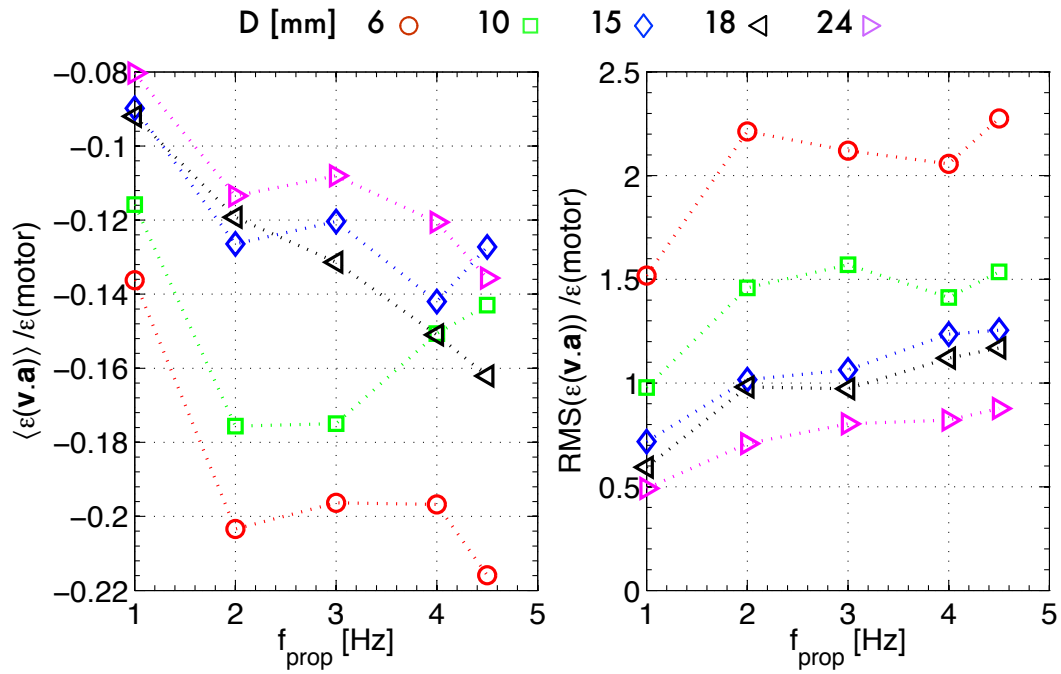 D [mm] 6 10 15 18 24
−0.08
−0.1
−0.12
−0.14
−0.16
−0.18
−0.2
−0.22
⟨ε(v.a)⟩ /ε(motor)
1 2 3 4 5
f_prop [Hz]
2.5
2
1.5
1
0.5
0
RMS(ε(v.a)) /ε(motor)
1 2 3 4 5
f_prop [Hz]